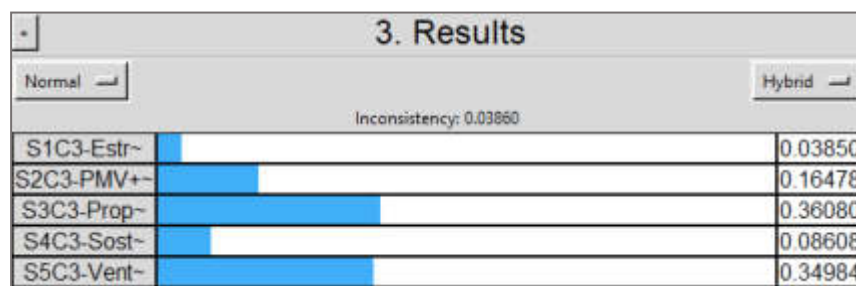 3. Results
Normal Hybrid
Inconsistency: 0.03860
S1C3-Estr~ 0.03850
S2C3-PMV+~ 0.16478
S3C3-Prop~ 0.36080
S4C3-Sost~ 0.08608
S5C3-Vent~ 0.34984